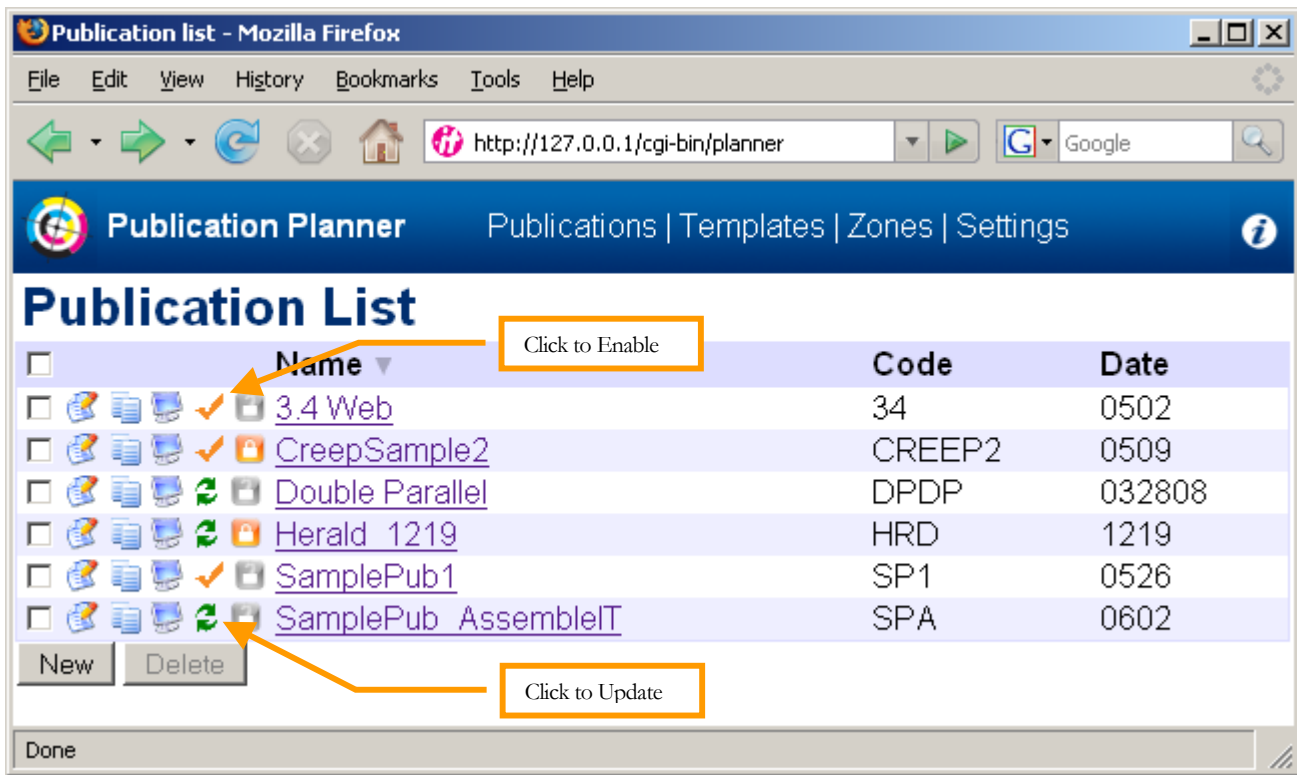 Publication list - Mozilla Firefox
File Edit View History Bookmarks Tools Help
http://127.0.0.1/cgi-bin/planner G Google
Publication Planner Publications | Templates | Zones | Settings i
Publication List
Click to Enable
Name Code Date
3.4 Web 34 0502
CreepSample2 CREEP2 0509
Double Parallel DPDP 032808
Herald_1219 HRD 1219
SamplePub1 SP1 0526
SamplePub_AssembleIT SPA 0602
New Delete
Click to Update
Done